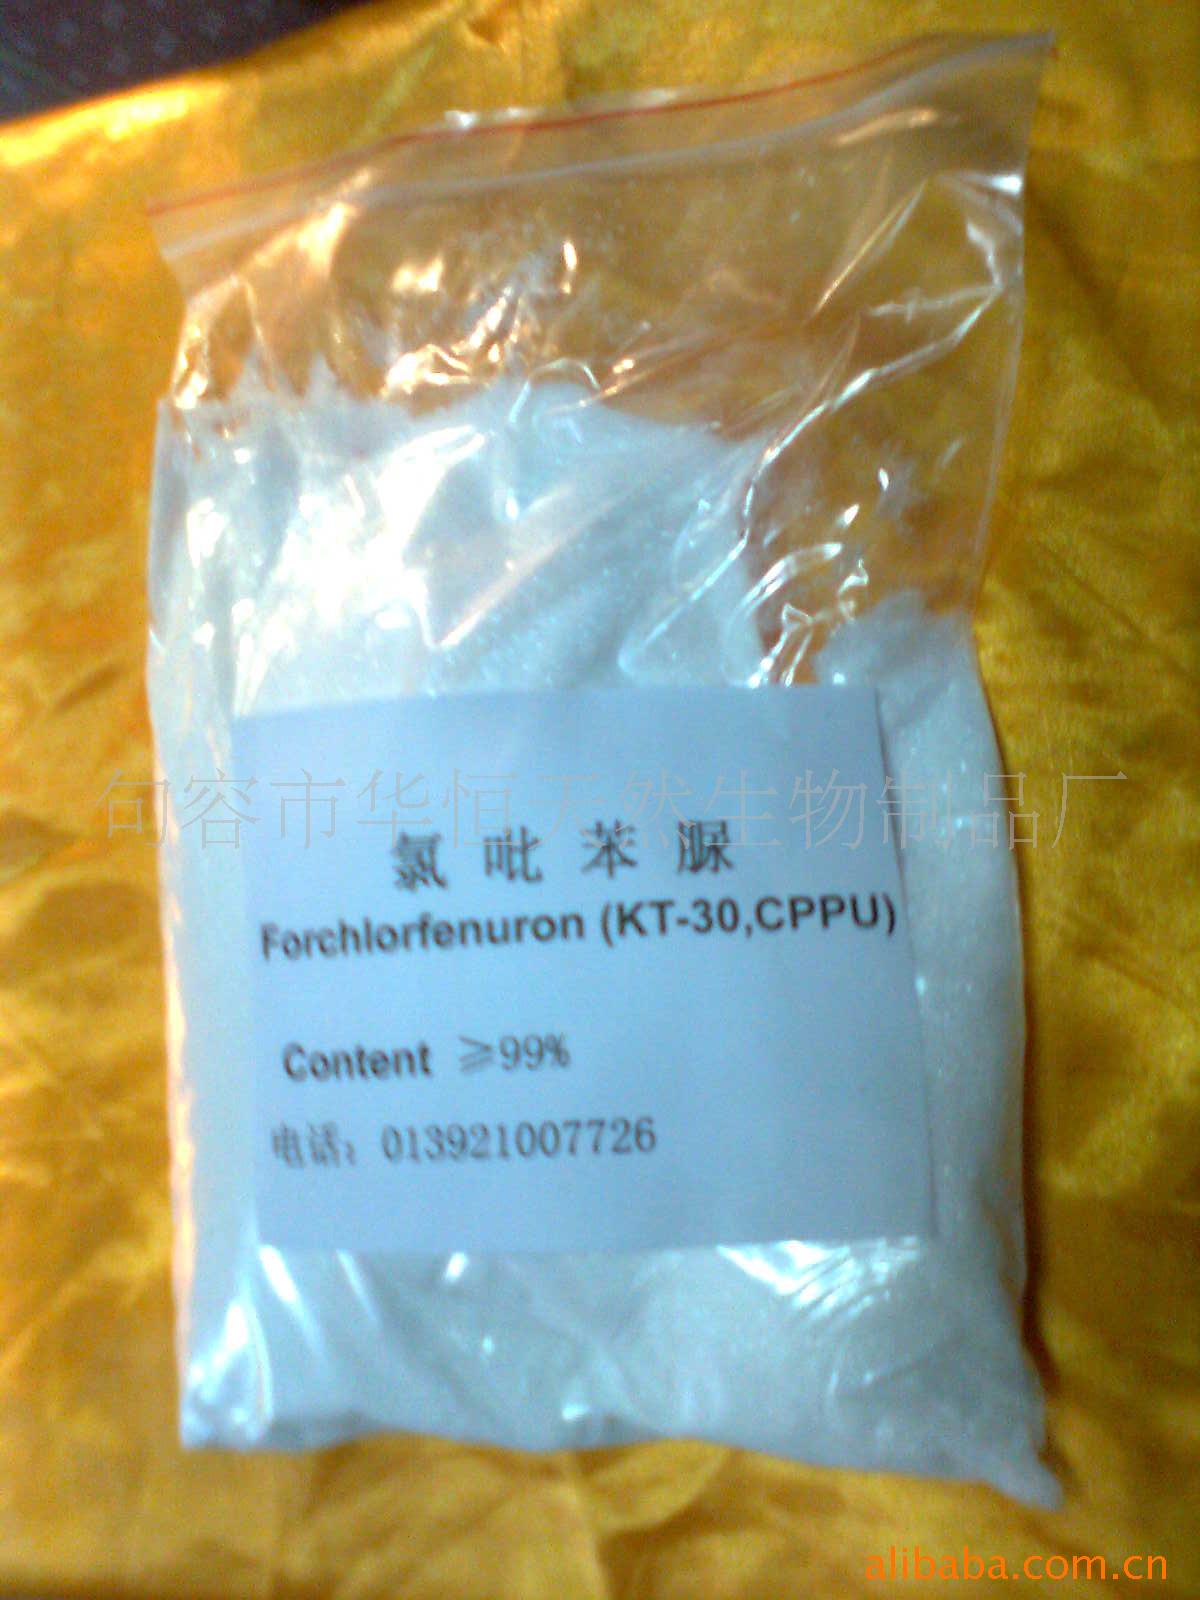 句容市华恒天然生物制品厂
氯吡苯脲
Forchlorfenuron (KT-30,CPPU)
Content ≥99%
电话：013921007726
alibaba.com.cn